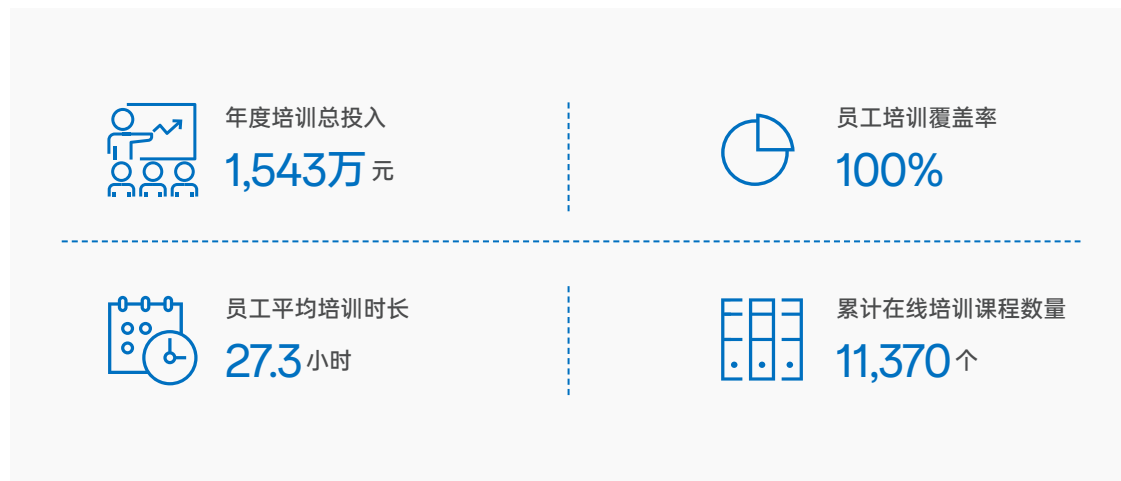 年度培训总投入
1,543万 元
员工培训覆盖率
100%
员工平均培训时长
27.3 小时
累计在线培训课程数量
11,370 个